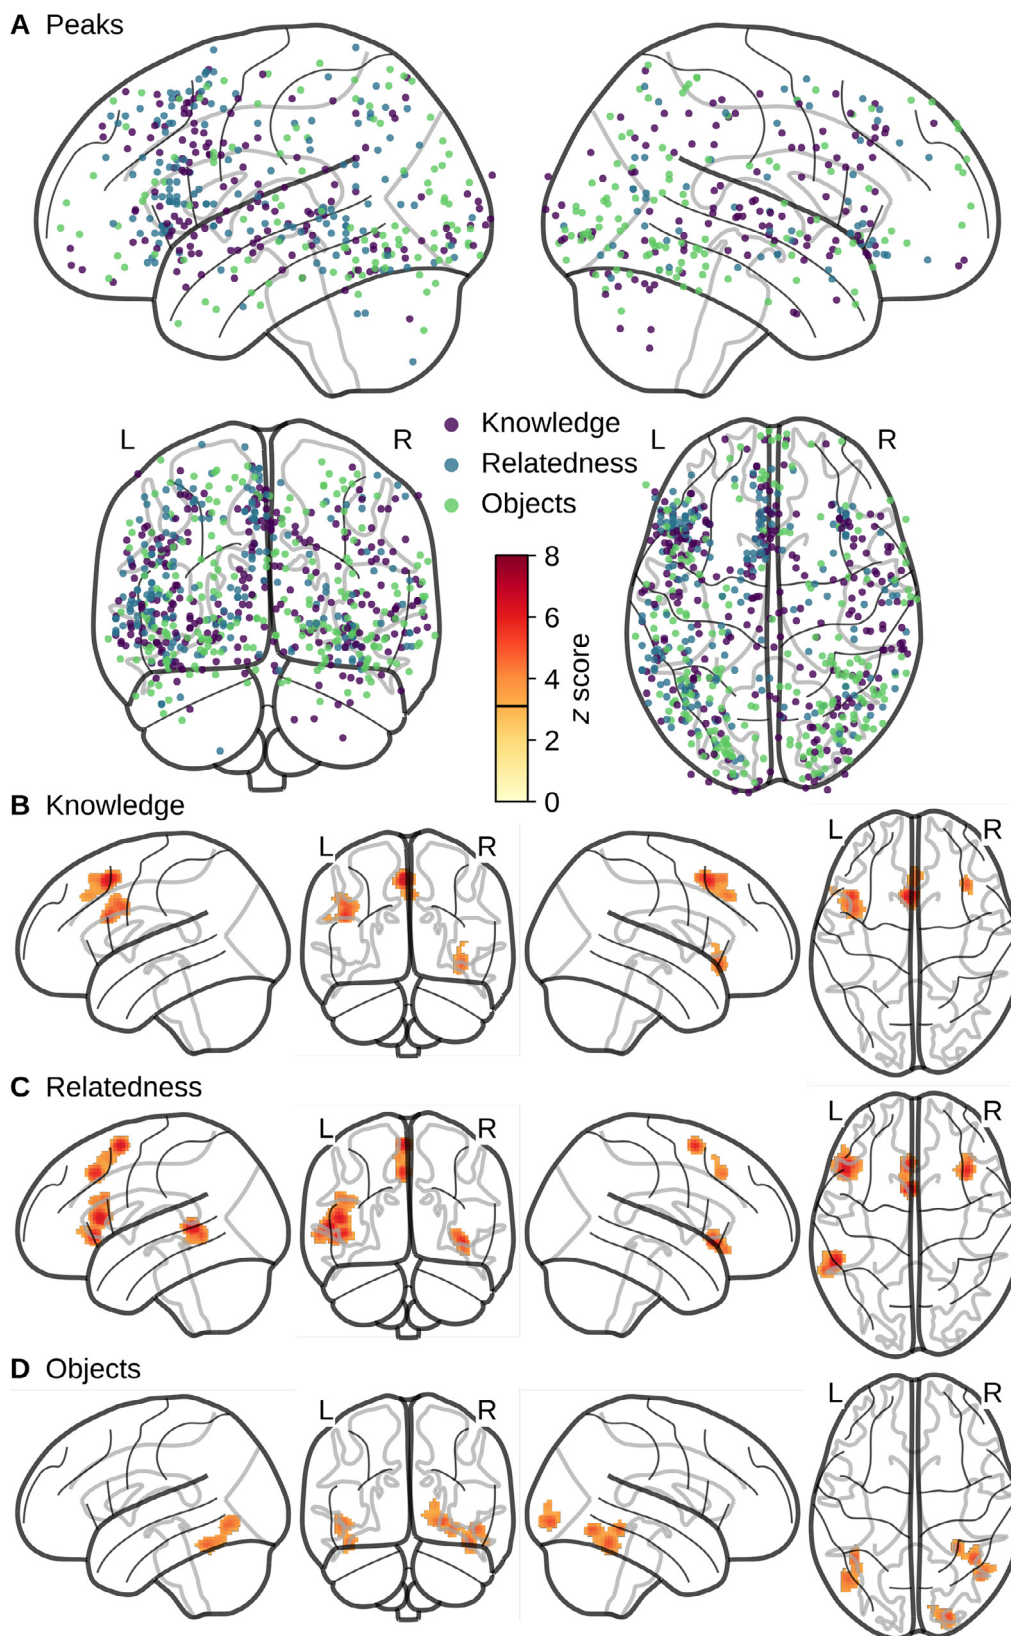 A Peaks
L
R
Knowledge
Relatedness
Objects
L
R
8
6
4
2
0
z score
B Knowledge
L
R
L
R
C Relatedness
L
R
L
R
D Objects
L
R
L
R